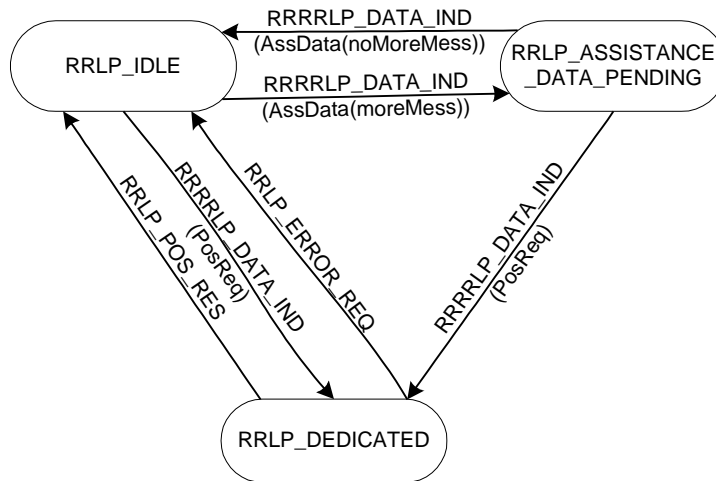 RRRRLP_DATA_IND
(AssData(noMoreMess))
RRLP_IDLE
RRLP_ASSISTANCE
_DATA_PENDING
RRRRLP_DATA_IND
(AssData(moreMess))
RRLP_POS_RES
RRRRLP_DATA_IND
(PosReq)
RRLP_ERROR_REQ
RRRRLP_DATA_IND
(PosReq)
RRLP_DEDICATED